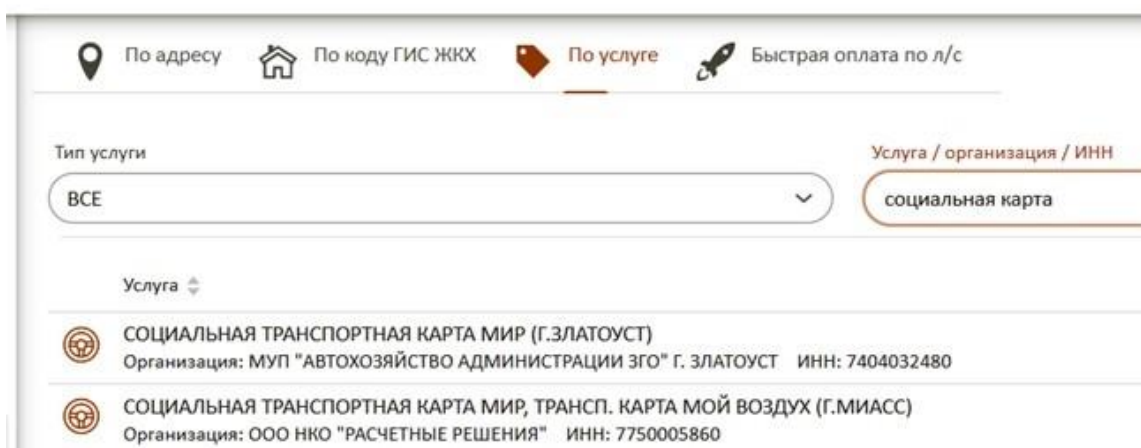 По адресу По коду ГИС ЖКХ По услуге Быстрая оплата по л/с
Тип услуги Услуга / организация / ИНН
ВСЕ социальная карта
Услуга
СОЦИАЛЬНАЯ ТРАНСПОРТНАЯ КАРТА МИР (Г.ЗЛАТОУСТ)
Организация: МУП "АВТОХОЗЯЙСТВО АДМИНИСТРАЦИИ ЗГО" Г. ЗЛАТОУСТ ИНН: 7404032480
СОЦИАЛЬНАЯ ТРАНСПОРТНАЯ КАРТА МИР, ТРАНСП. КАРТА МОЙ ВОЗДУХ (Г.МИАСС)
Организация: ООО НКО "РАСЧЕТНЫЕ РЕШЕНИЯ" ИНН: 7750005860